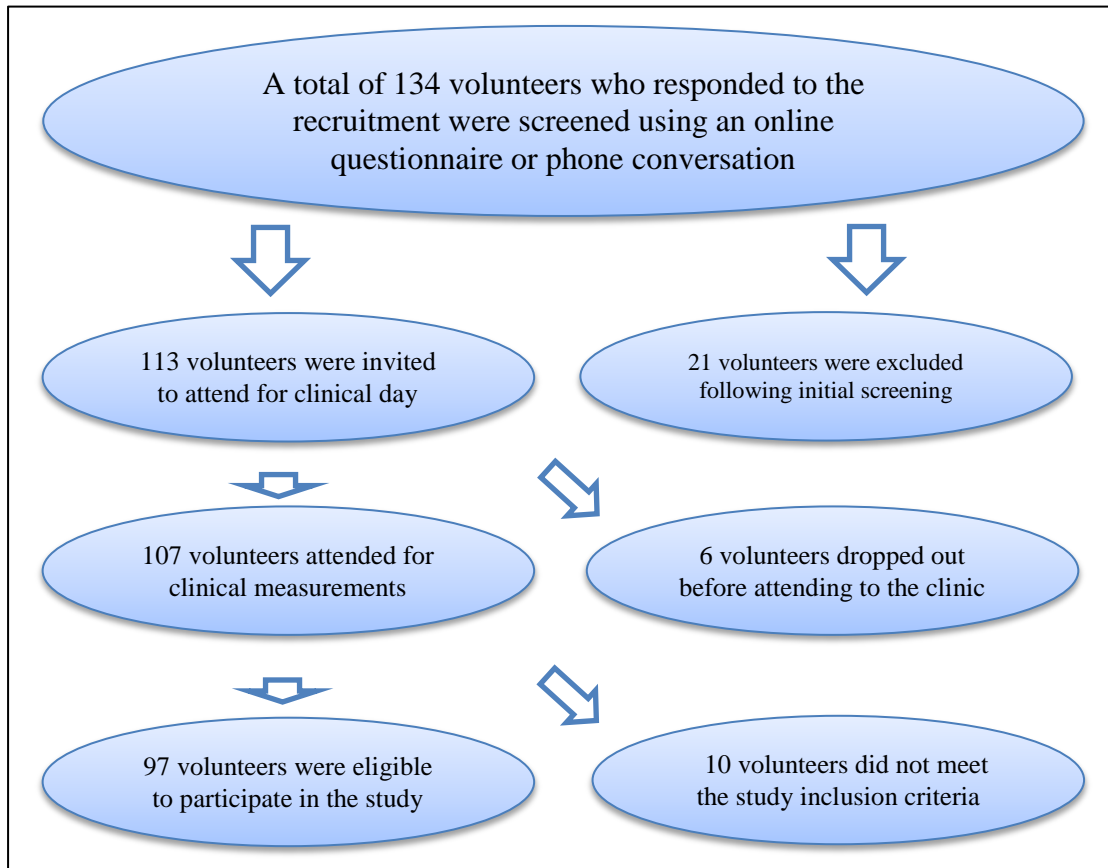 A total of 134 volunteers who responded to the
recruitment were screened using an online
questionnaire or phone conversation
113 volunteers were invited
to attend for clinical day
21 volunteers were excluded
following initial screening
107 volunteers attended for
clinical measurements
6 volunteers dropped out
before attending to the clinic
97 volunteers were eligible
to participate in the study
10 volunteers did not meet
the study inclusion criteria